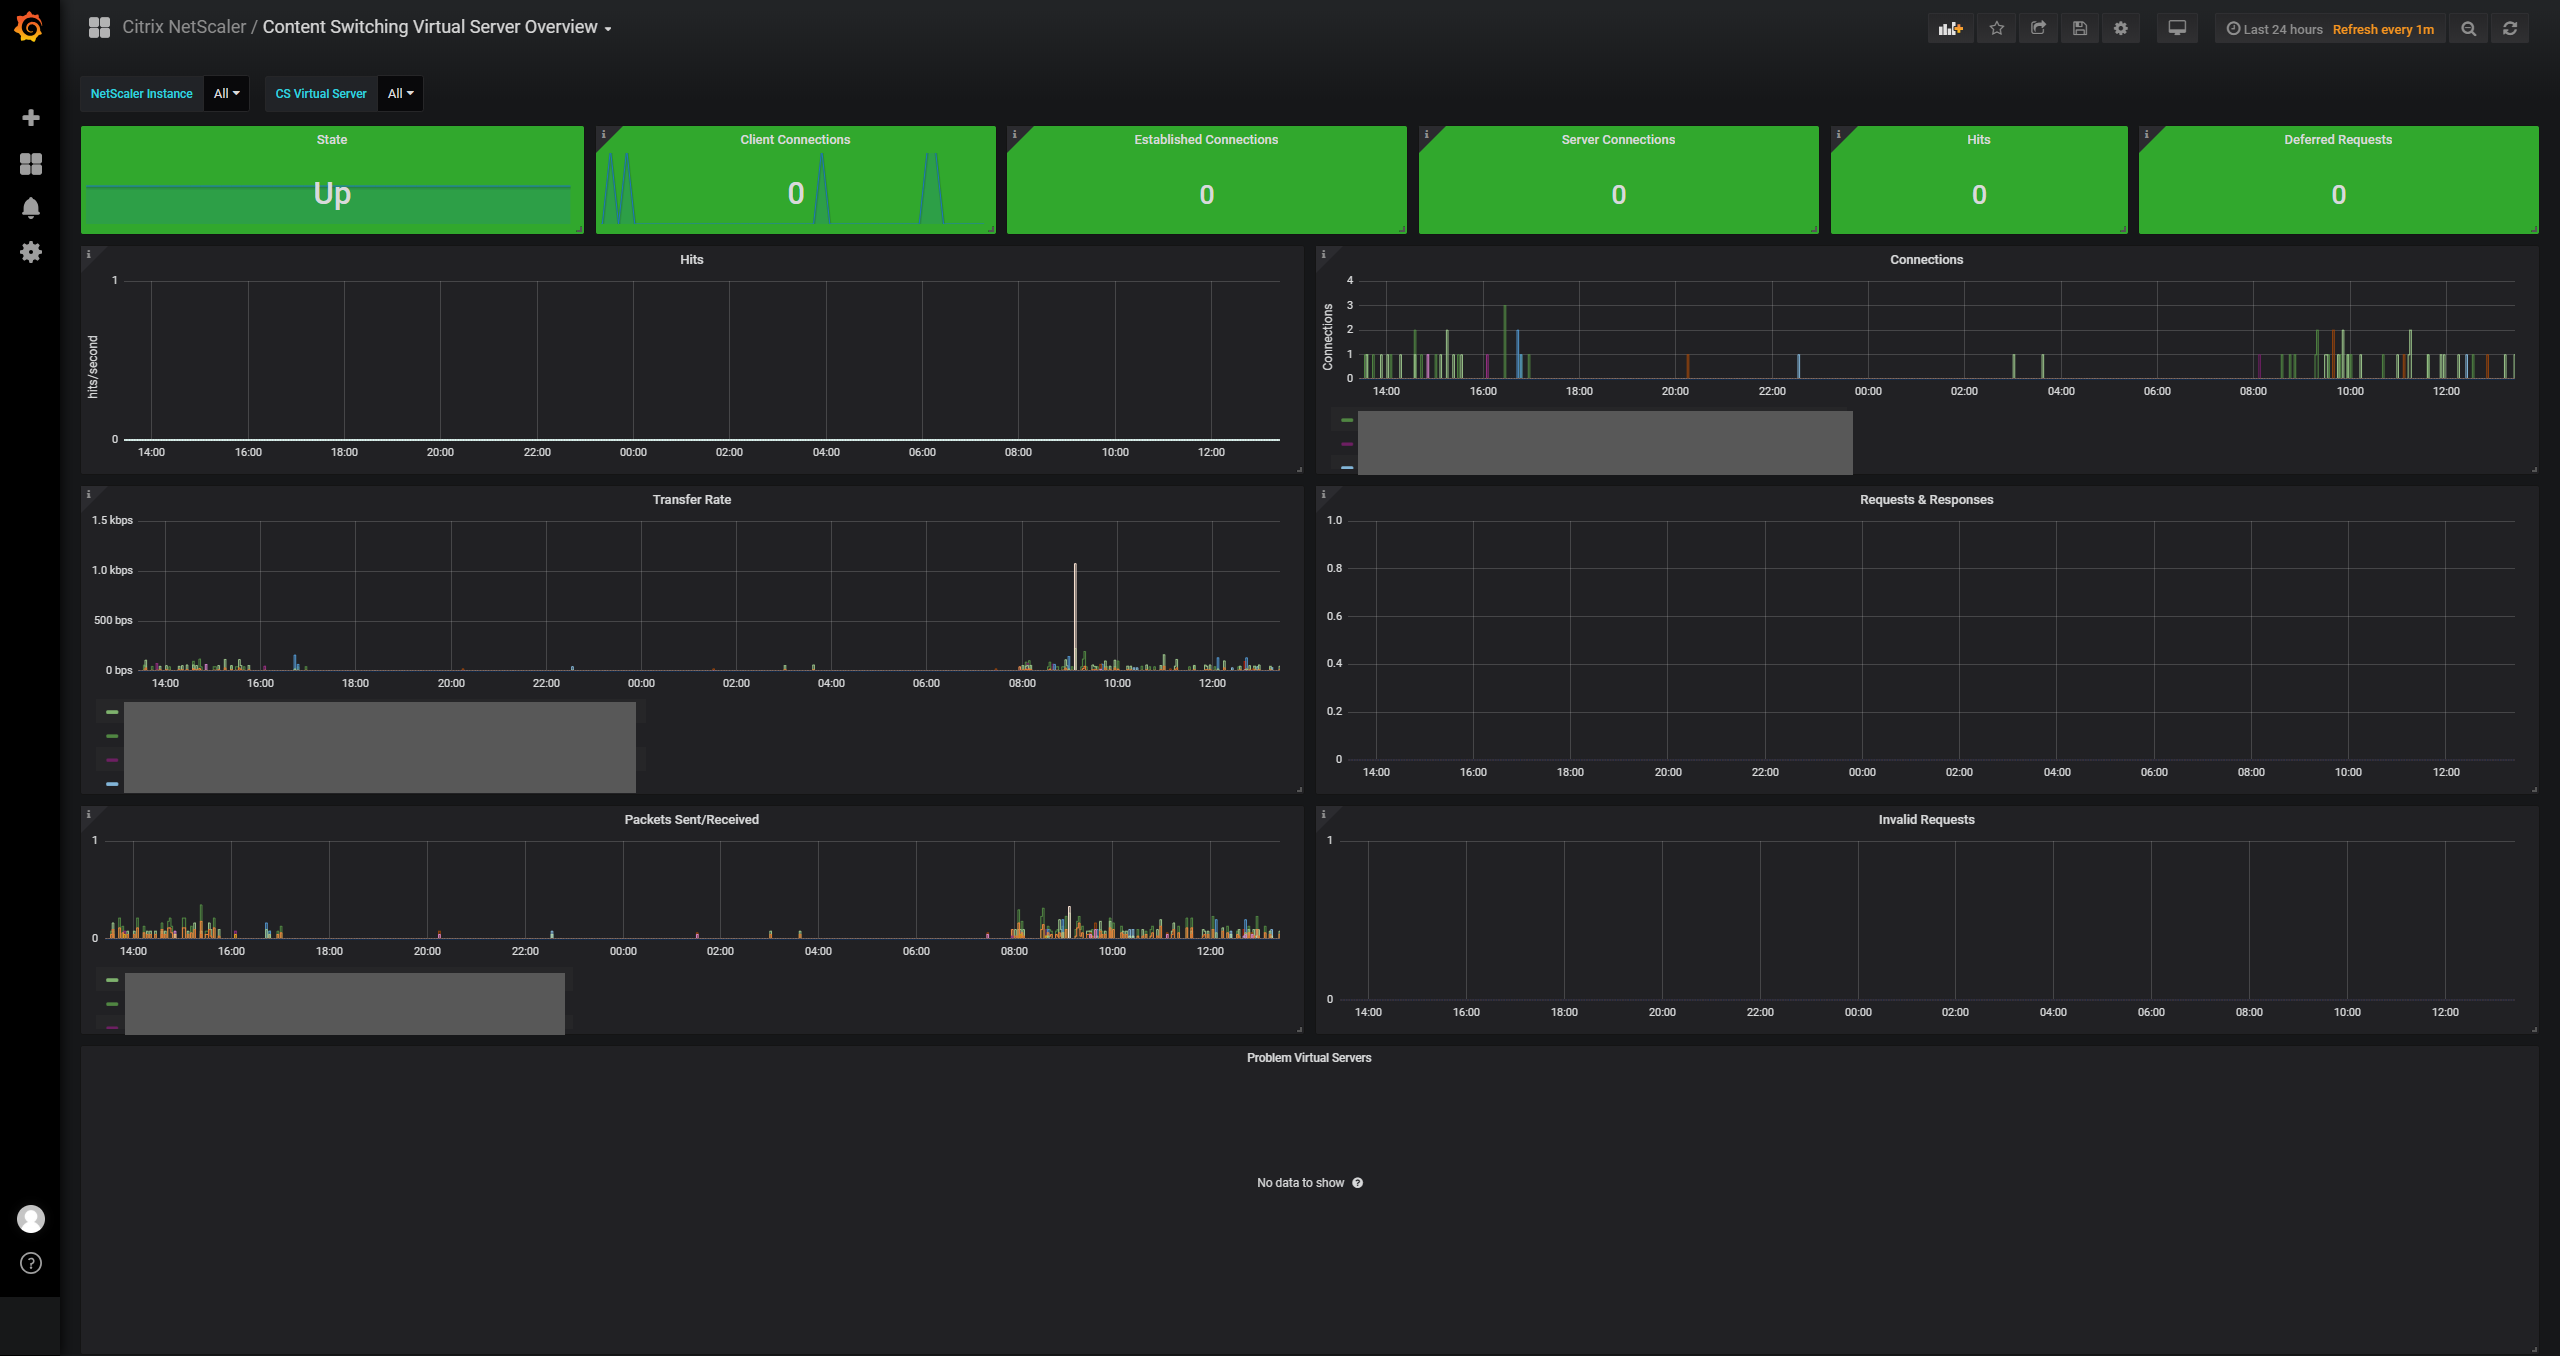 Citrix NetScaler / Content Switching Virtual Server Overview
Last 24 hours Refresh every 1m
NetScaler Instance All CS Virtual Server All
State
Up
Client Connections
0
Established Connections
0
Server Connections
0
Hits
0
Deferred Requests
0
Hits
hits/second
1
0
14:00 16:00 18:00 20:00 22:00 00:00 02:00 04:00 06:00 08:00 10:00 12:00
Connections
Connections
4
3
2
1
0
14:00 16:00 18:00 20:00 22:00 00:00 02:00 04:00 06:00 08:00 10:00 12:00
Transfer Rate
1.5 kbps
1.0 kbps
500 bps
0 bps
14:00 16:00 18:00 20:00 22:00 00:00 02:00 04:00 06:00 08:00 10:00 12:00
Requests & Responses
1.0
0.8
0.6
0.4
0.2
0
14:00 16:00 18:00 20:00 22:00 00:00 02:00 04:00 06:00 08:00 10:00 12:00
Packets Sent/Received
1
0
14:00 16:00 18:00 20:00 22:00 00:00 02:00 04:00 06:00 08:00 10:00 12:00
Invalid Requests
1
0
14:00 16:00 18:00 20:00 22:00 00:00 02:00 04:00 06:00 08:00 10:00 12:00
Problem Virtual Servers
No data to show